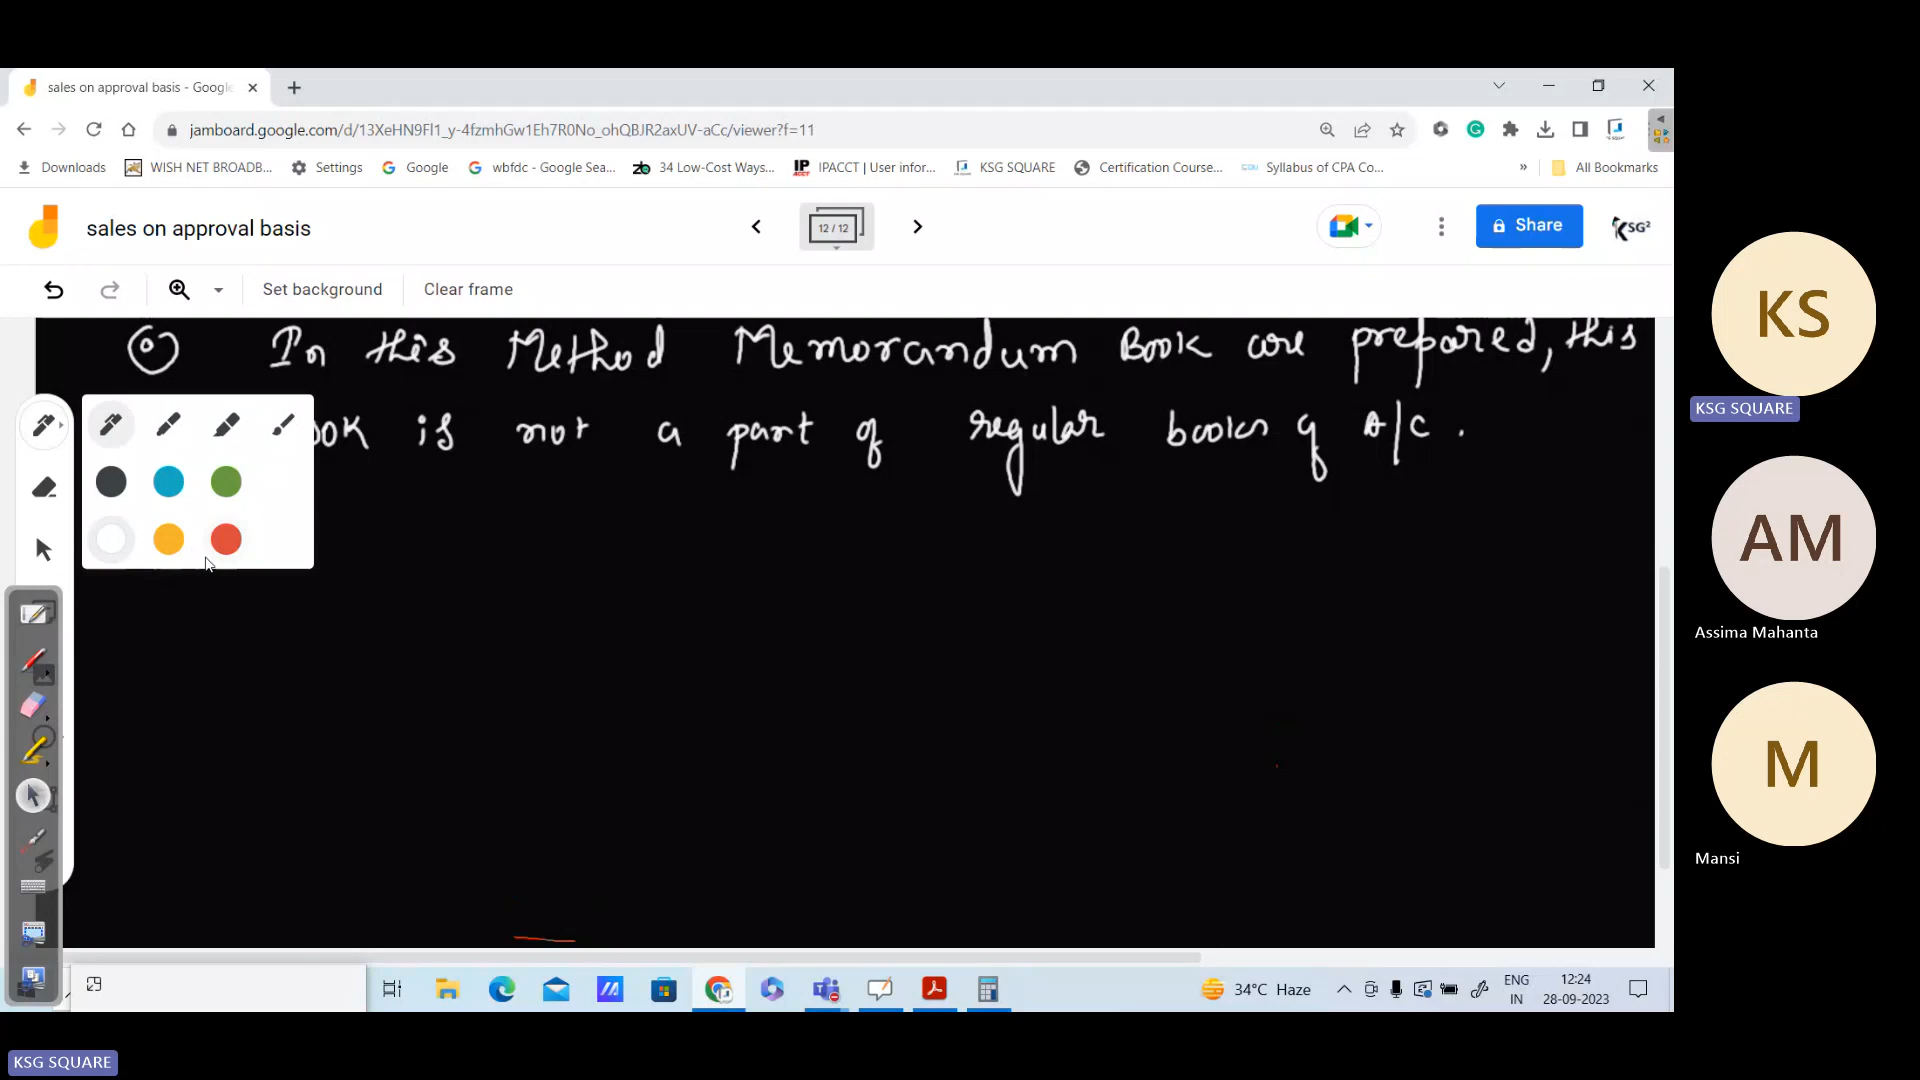 sales on approval basis - Google
jamboard.google.com/d/13XeHN9Fl1_y-4fzmhGw1Eh7R0No_ohQBJR2axUV-aCc/viewer?f=11
Downloads WISH NET BROADB... Settings Google wbfdc - Google Sea... 34 Low-Cost Ways... IP IPACCT | User infor... KSG SQUARE Certification Course... Syllabus of CPA Co... » All Bookmarks
sales on approval basis 12 / 12 Share KSG²
Set background Clear frame
In this Method Memorandum Book are prepared, this
ook is not a part of regular books of A/C.
KS
KSG SQUARE
AM
Assima Mahanta
M
Mansi
34°C Haze ENG IN 12:24 28-09-2023
KSG SQUARE